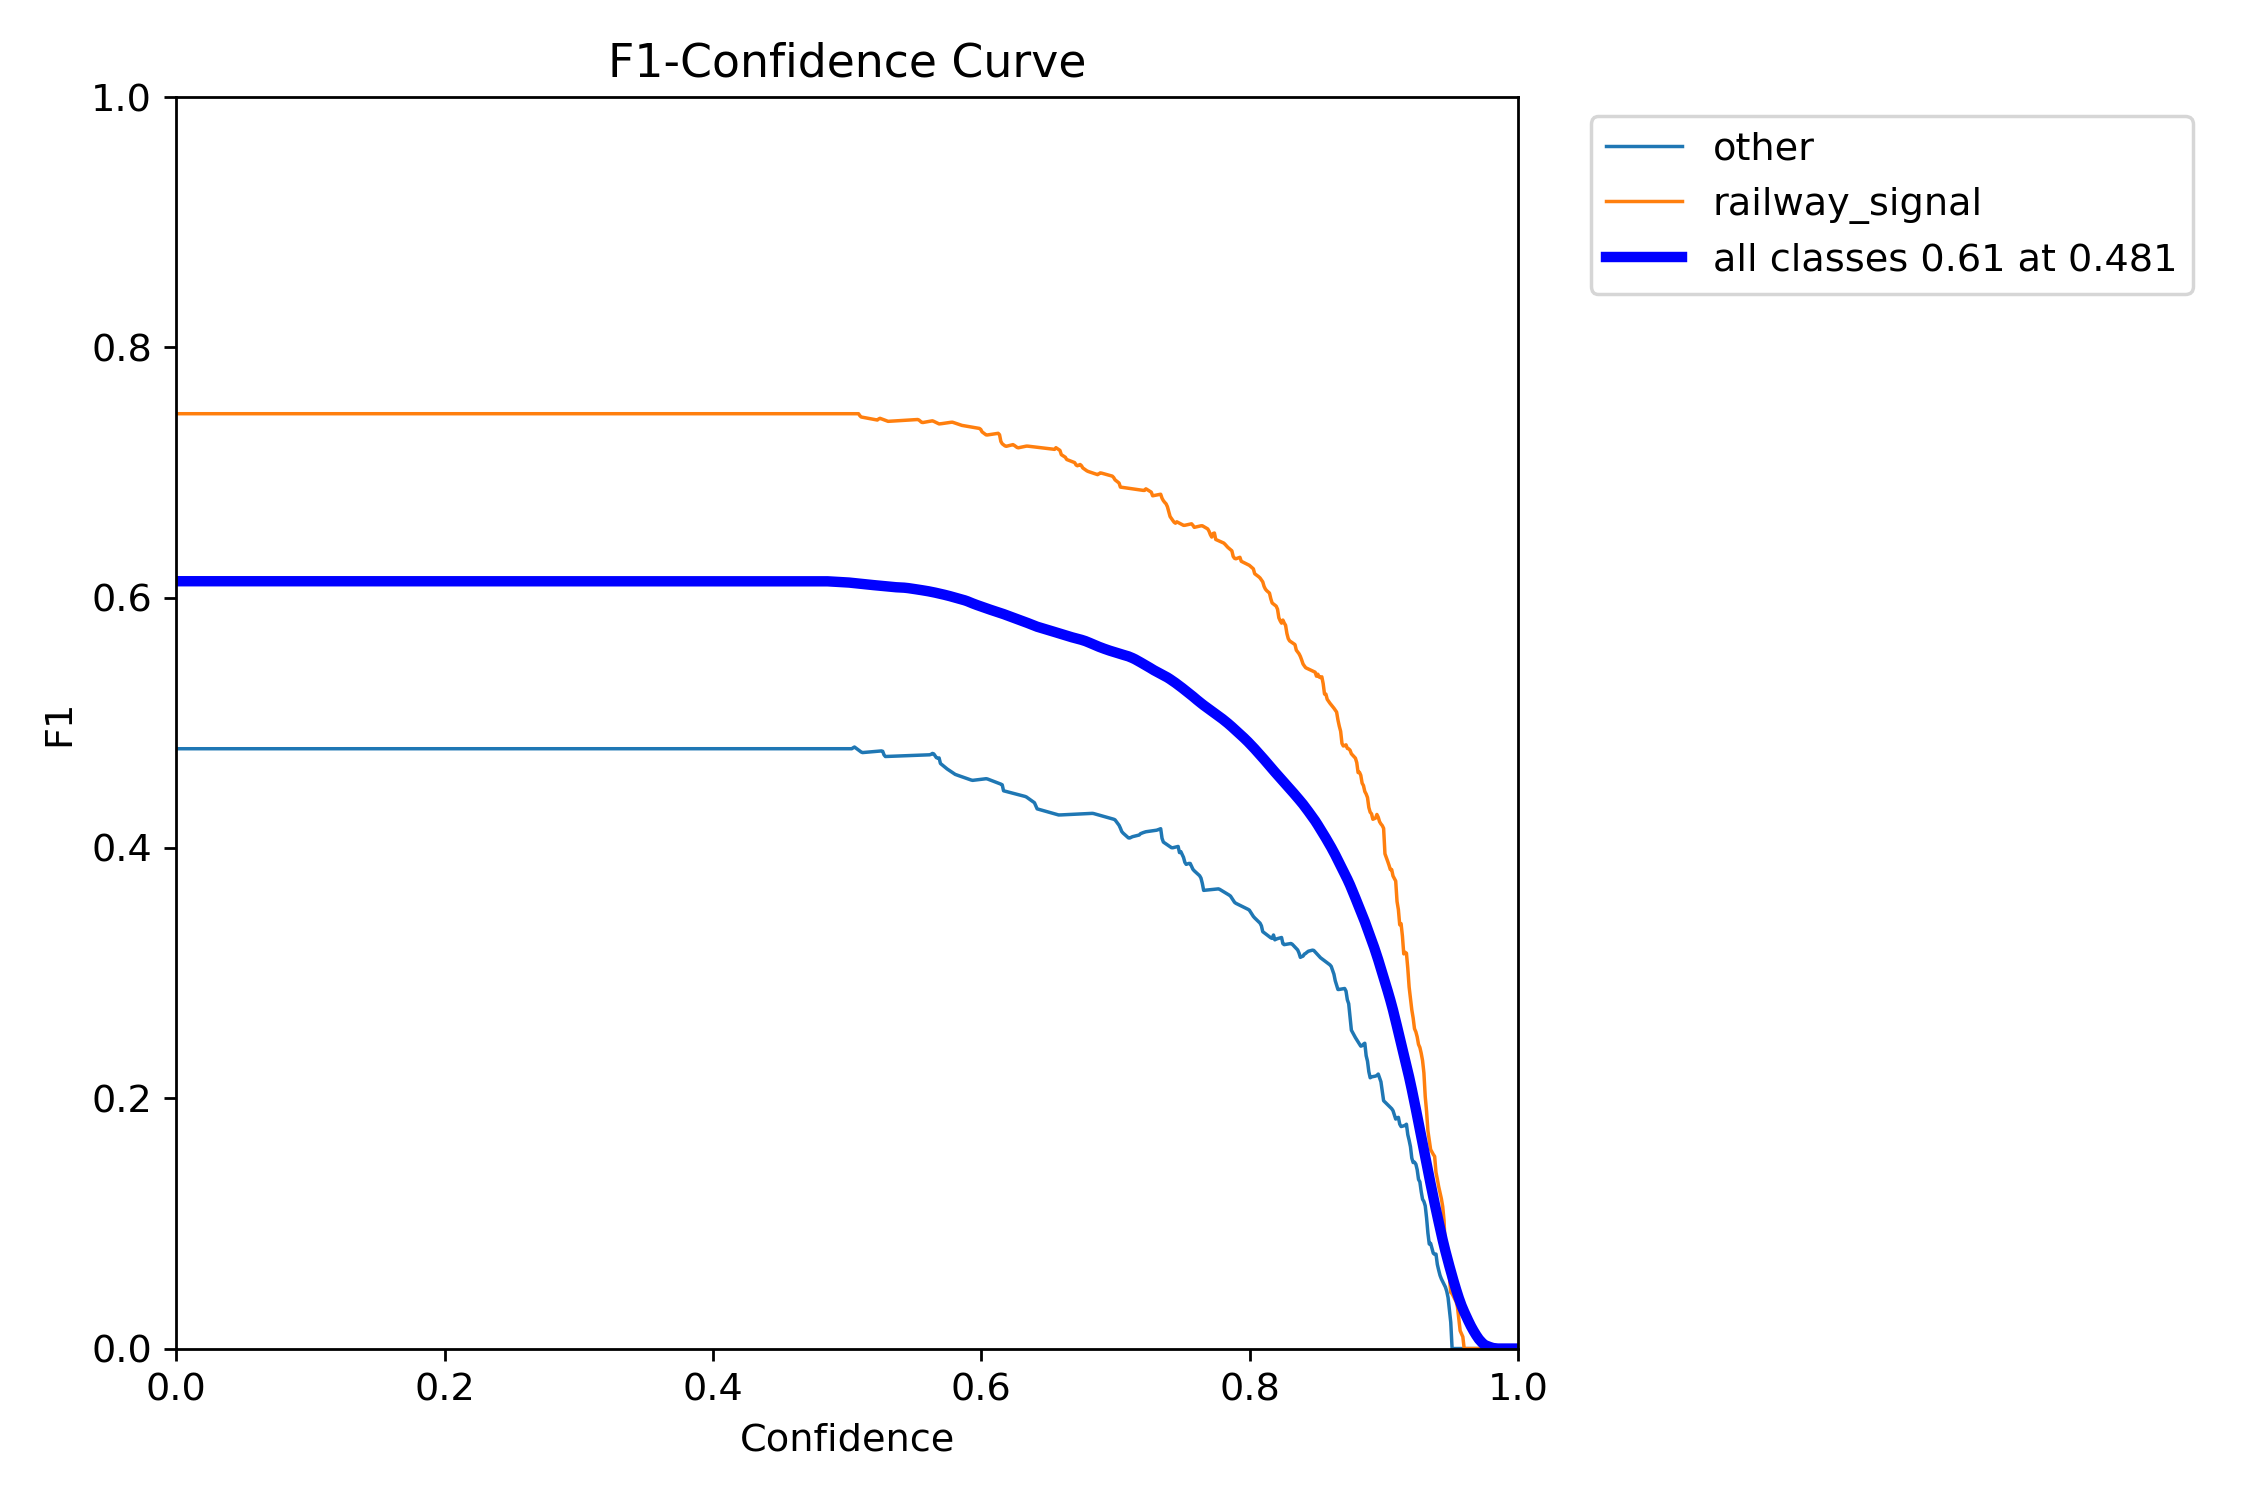 F1-Confidence Curve
1.0
0.8
0.6
0.4
0.2
0.0
F1
0.0 0.2 0.4 0.6 0.8 1.0
Confidence
other
railway_signal
all classes 0.61 at 0.481